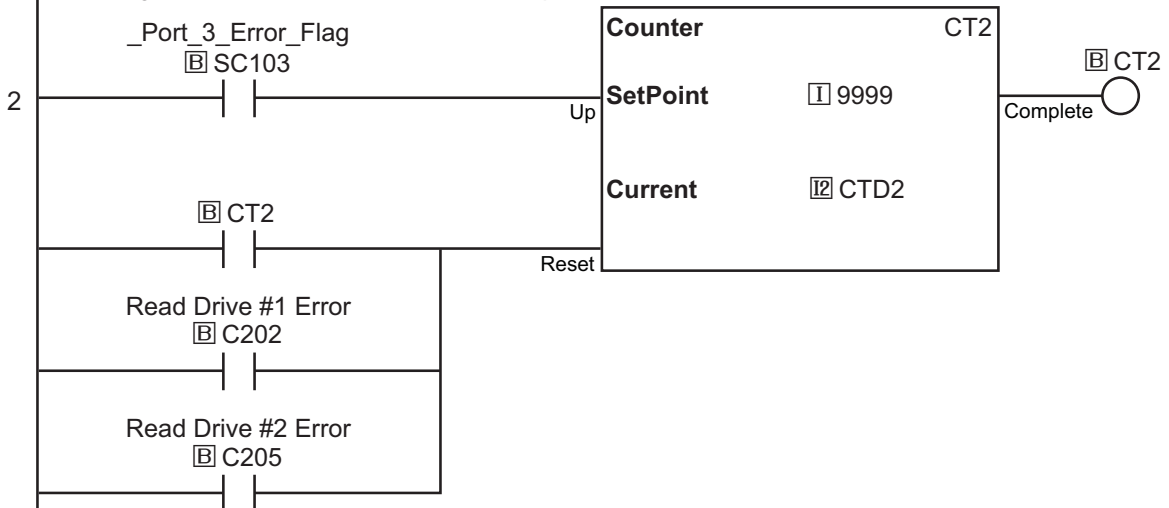 _Port_3_Error_Flag
B SC103
2
Up
Counter CT2
SetPoint I 9999
Current I2 CTD2
Complete
B CT2
B CT2
Reset
Read Drive #1 Error
B C202
Read Drive #2 Error
B C205